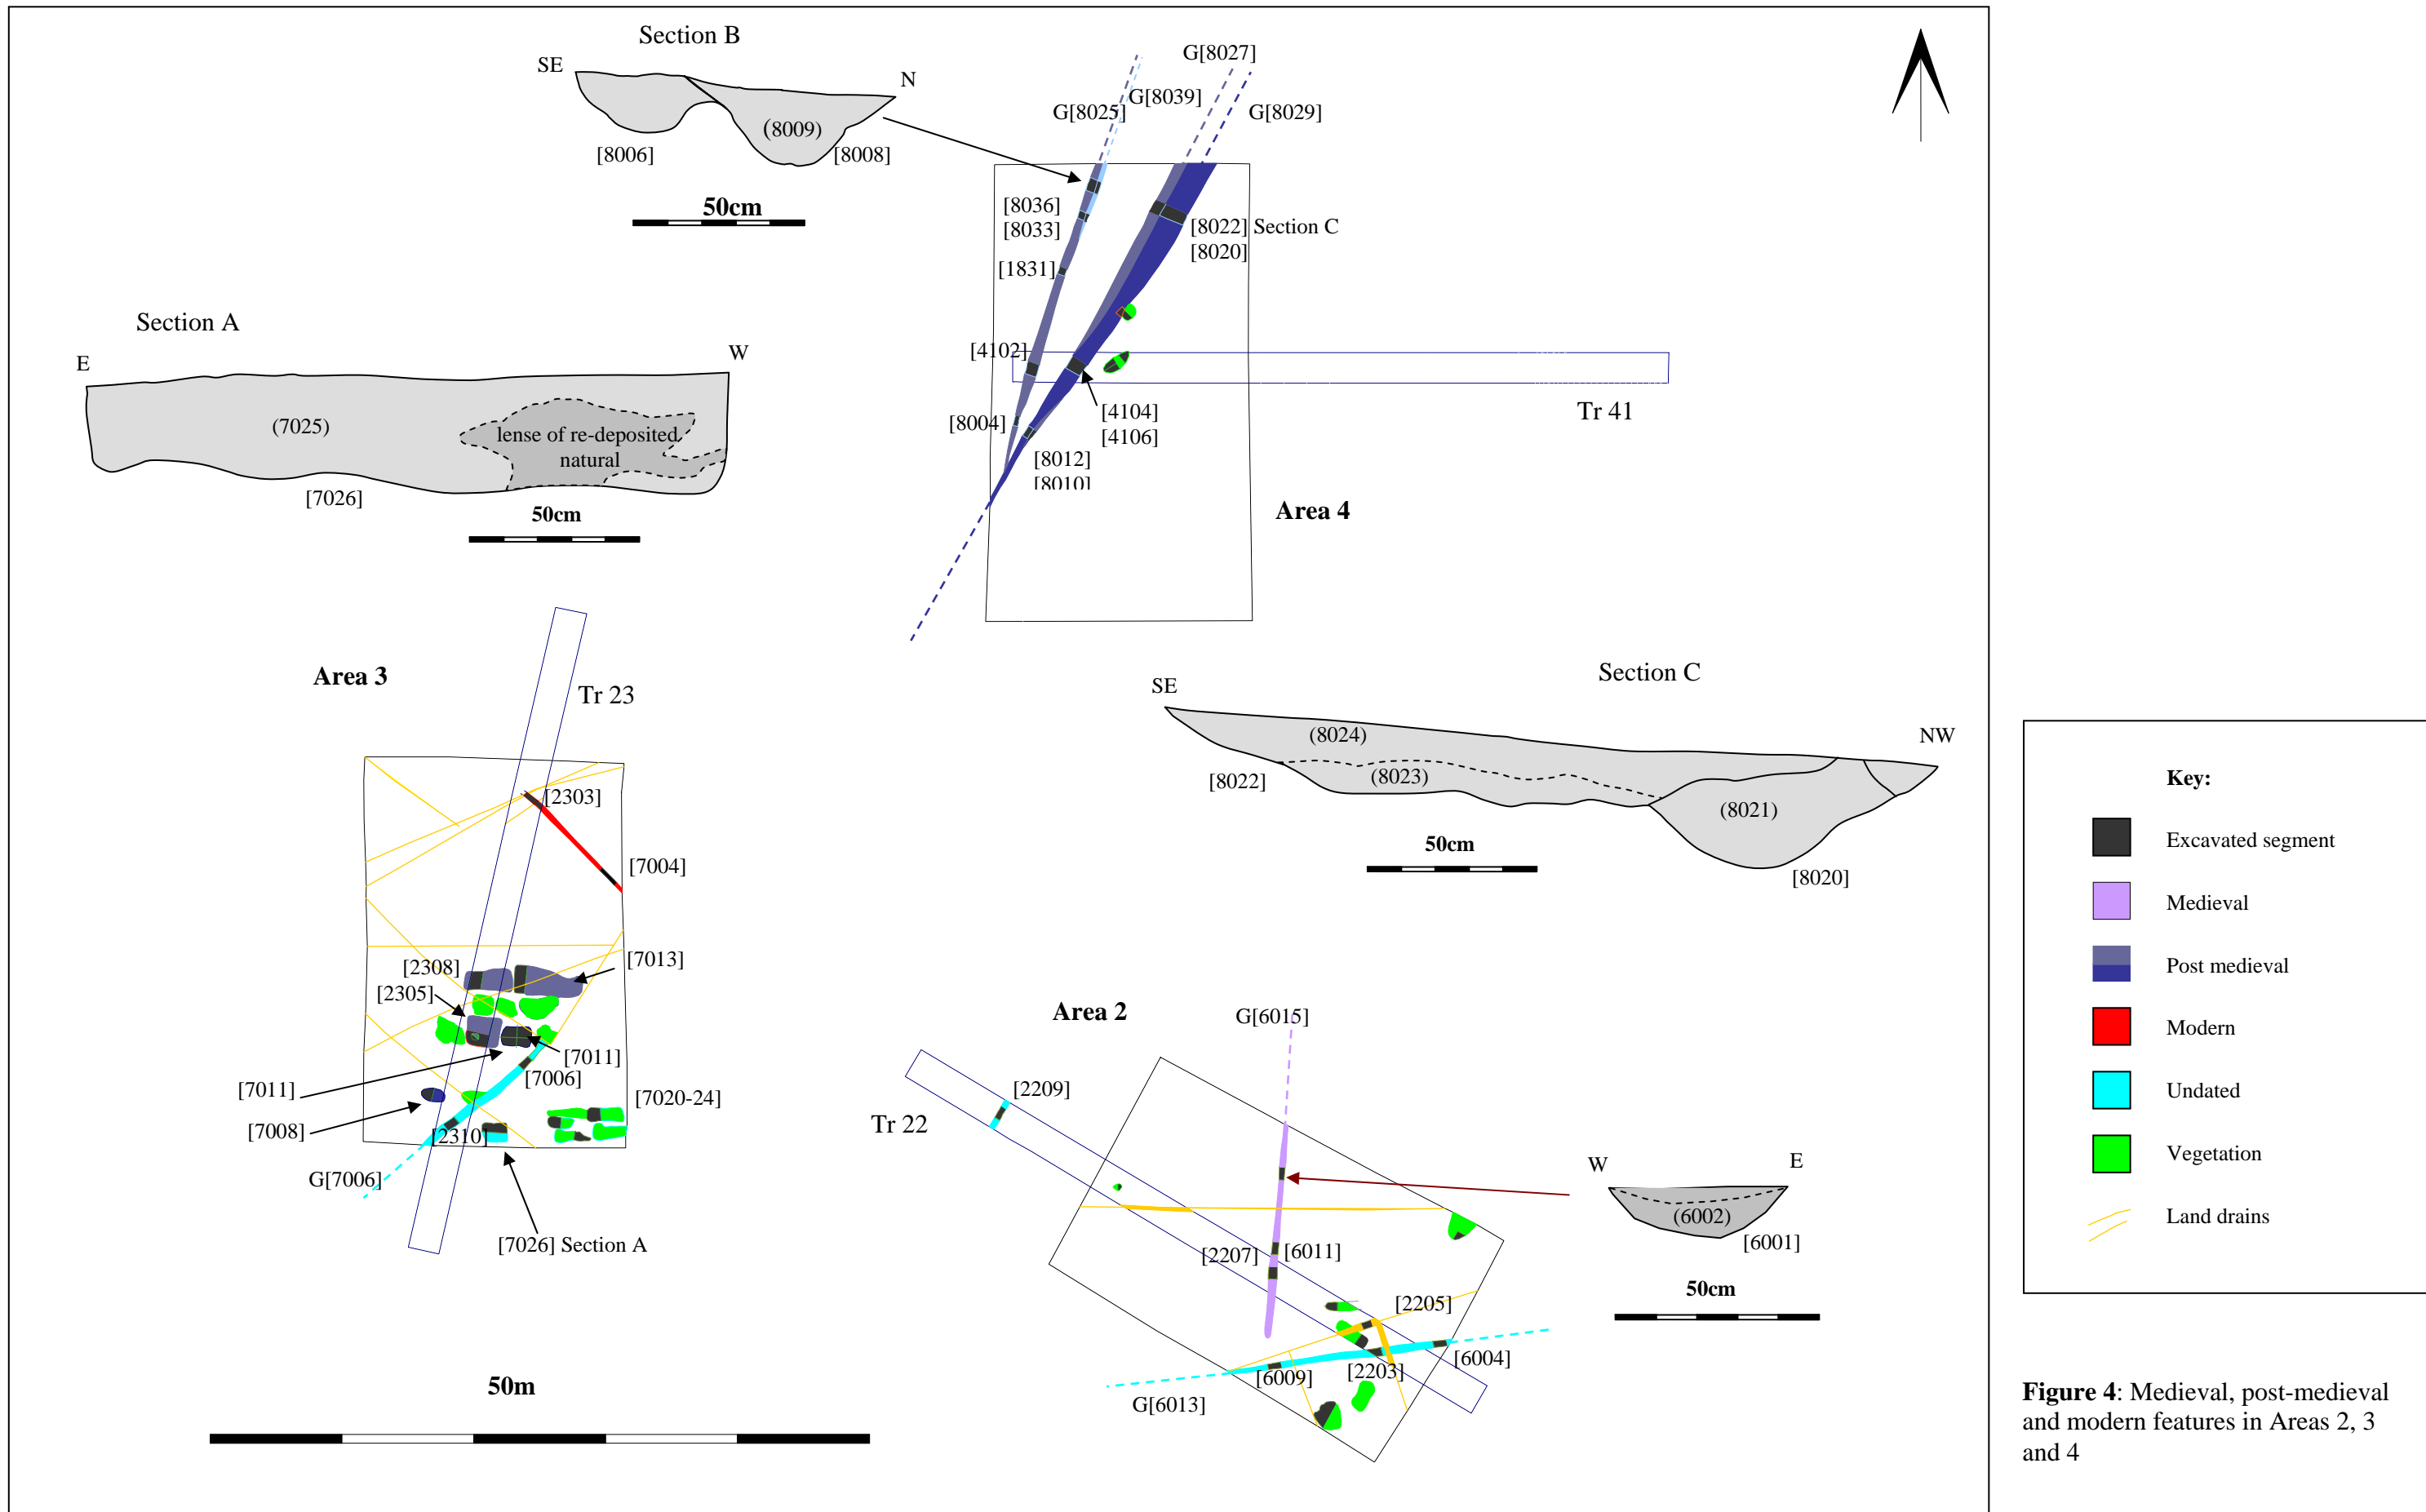 Section B
SE
N
(8009)
[8006]
[8008]
50cm
G[8027]
G[8039]
G[8025]
G[8029]
[8036]
[8033]
[8022] Section C
[8020]
[1831]
[4102]
Tr 41
[8004]
[4104]
[4106]
[8012]
[8010]
Area 4
Section A
E
W
(7025)
lense of re-deposited
natural
[7026]
50cm
Area 3
Tr 23
[2303]
[7004]
[2308]
[7013]
[2305]
[7011]
[7006]
[7011]
[7020-24]
[7008]
[2310]
G[7006]
[7026] Section A
50m
Section C
SE
NW
(8024)
(8023)
[8022]
(8021)
[8020]
50cm
Area 2
G[6015]
[2209]
Tr 22
[2207]
[6011]
[2205]
[6004]
[6009]
[2203]
G[6013]
W
E
(6002)
[6001]
50cm
Key:
Excavated segment
Medieval
Post medieval
Modern
Undated
Vegetation
Land drains
Figure 4: Medieval, post-medieval
and modern features in Areas 2, 3
and 4